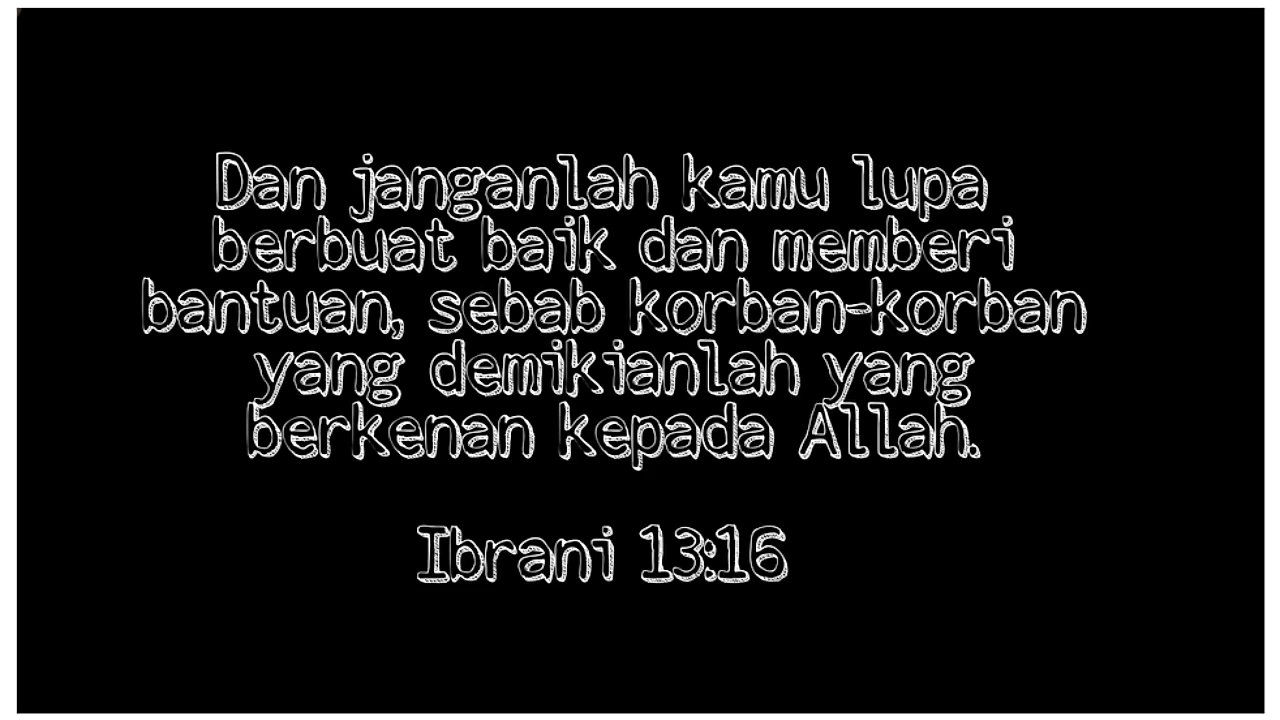 Dan janganlah kamu lupa
berbuat baik dan memberi
bantuan, sebab korban-korban
yang demikianlah yang
berkenan kepada Allah.
Ibrani 13:16